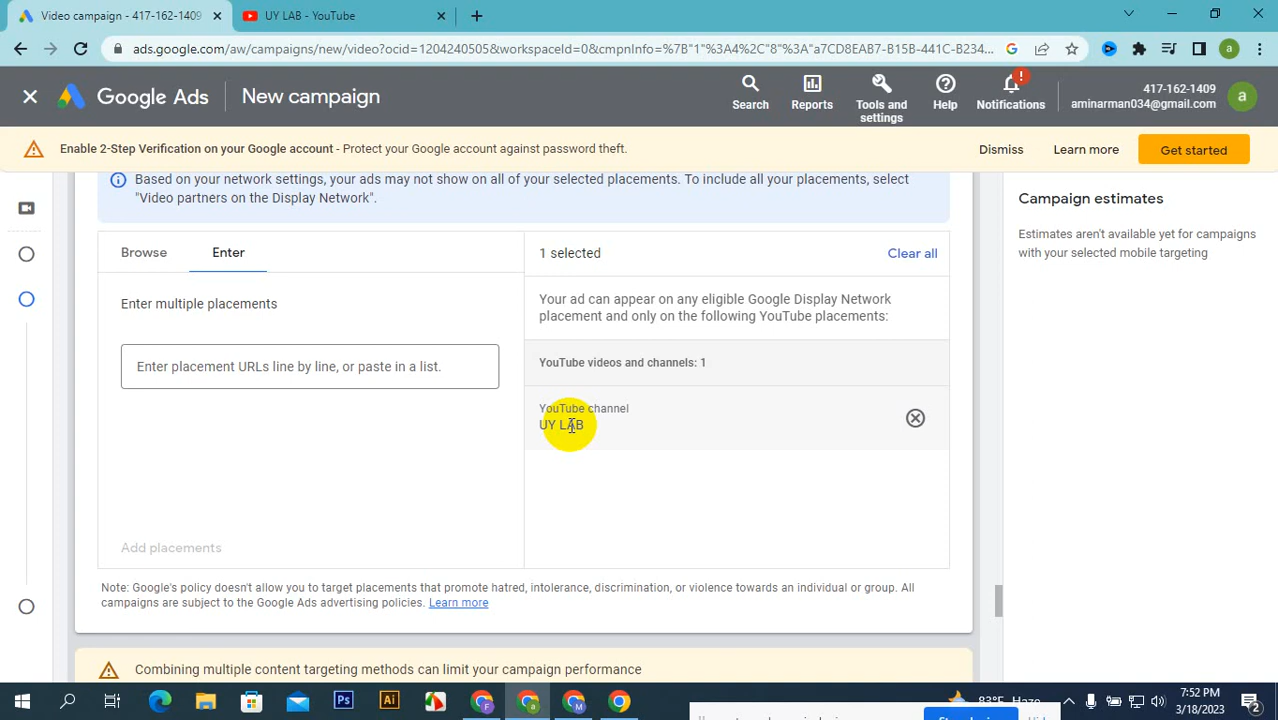 Video campaign - 417-162-1409
UY LAB - YouTube
ads.google.com/aw/campaigns/new/video?ocid=1204240505&workspaceId=0&cmpnInfo=%7B"1"%3A4%2C"8"%3A"a7CD8EAB7-B15B-441C-B234...
a
Google Ads
New campaign
Search
Reports
Tools and settings
Help
Notifications
417-162-1409
aminarman034@gmail.com
a
Enable 2-Step Verification on your Google account - Protect your Google account against password theft.
Dismiss
Learn more
Get started
Based on your network settings, your ads may not show on all of your selected placements. To include all your placements, select
"Video partners on the Display Network".
Campaign estimates
Estimates aren't available yet for campaigns
with your selected mobile targeting
Browse
Enter
1 selected
Clear all
Enter multiple placements
Your ad can appear on any eligible Google Display Network
placement and only on the following YouTube placements:
Enter placement URLs line by line, or paste in a list.
YouTube videos and channels: 1
YouTube channel
UY LAB
Add placements
Note: Google's policy doesn't allow you to target placements that promote hatred, intolerance, discrimination, or violence towards an individual or group. All
campaigns are subject to the Google Ads advertising policies. Learn more
Combining multiple content targeting methods can limit your campaign performance
Ps
Ai
83°F Haze
7:52 PM
3/18/2023
2